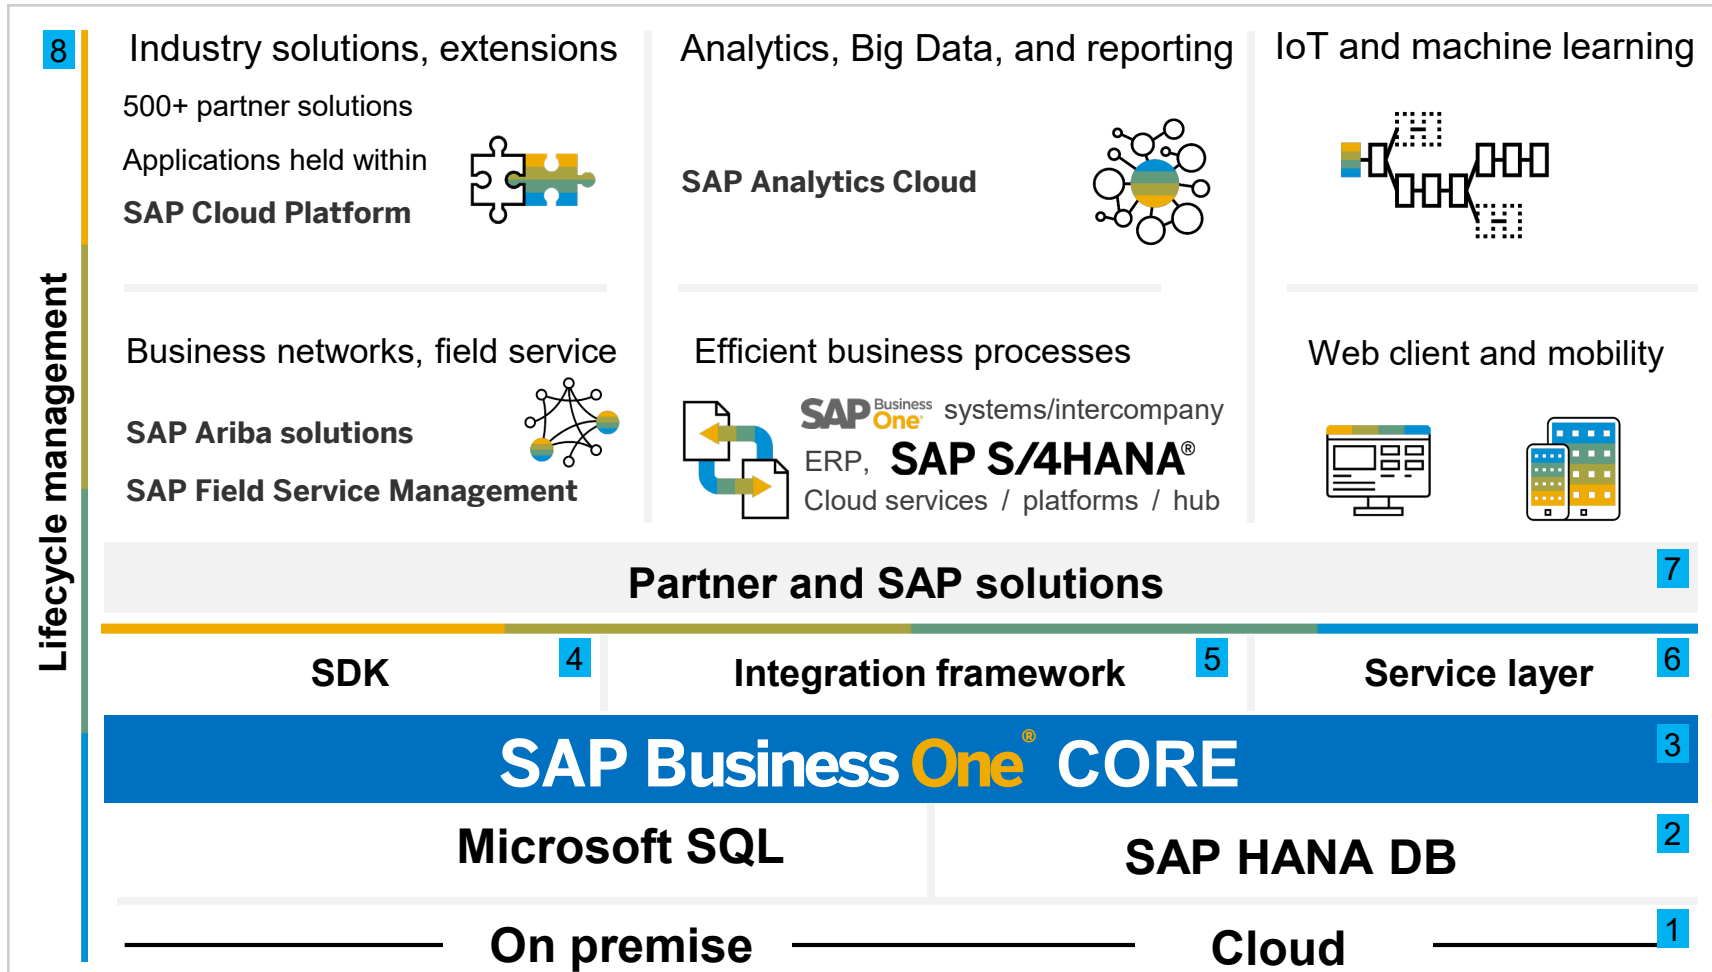 8
Lifecycle management
Industry solutions, extensions
500+ partner solutions
Applications held within
SAP Cloud Platform
Analytics, Big Data, and reporting
SAP Analytics Cloud
IoT and machine learning
Business networks, field service
SAP Ariba solutions
SAP Field Service Management
Efficient business processes
SAP Business One® systems/intercompany
ERP, SAP S/4HANA®
Cloud services / platforms / hub
Web client and mobility
Partner and SAP solutions 7
SDK 4
Integration framework 5
Service layer 6
SAP Business One® CORE 3
Microsoft SQL
SAP HANA DB 2
On premise
Cloud 1